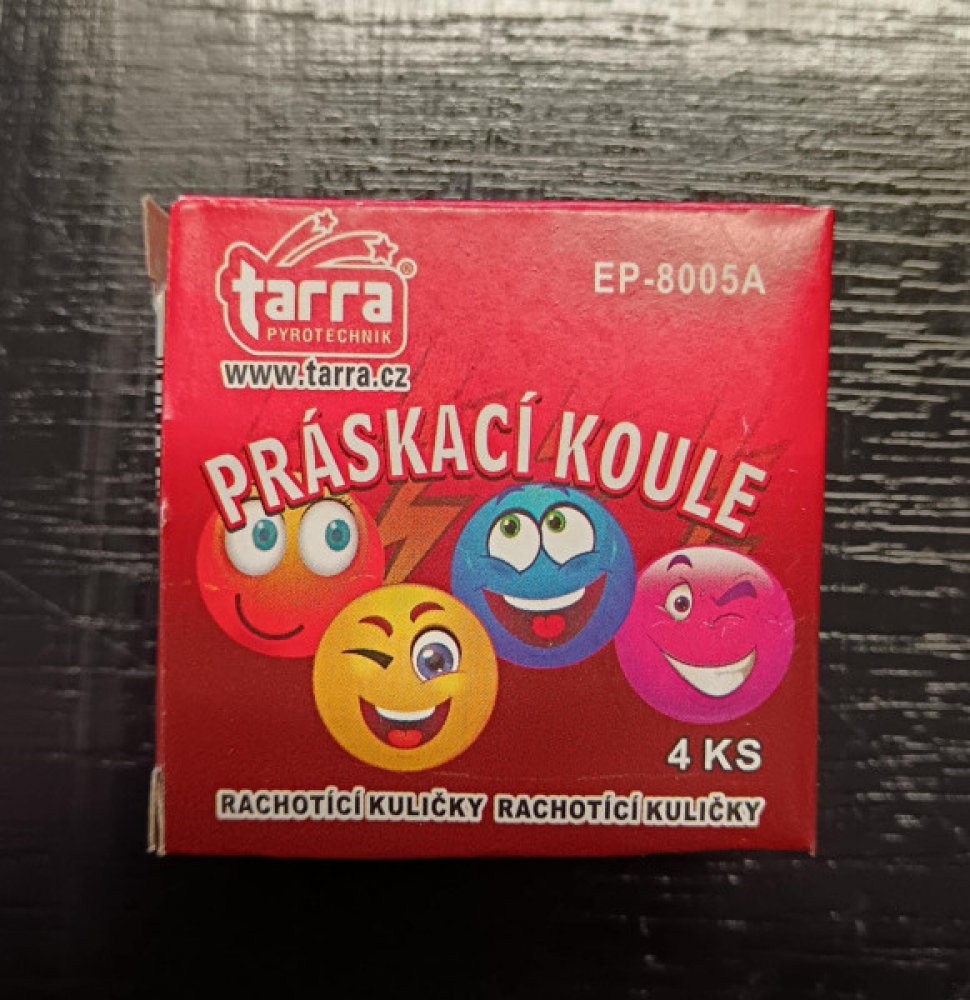 tarra®
PYROTECHNIK
www.tarra.cz
EP-8005A
PRÁSKACÍ KOULE
4 KS
RACHOTÍCÍ KULIČKY RACHOTÍCÍ KULIČKY